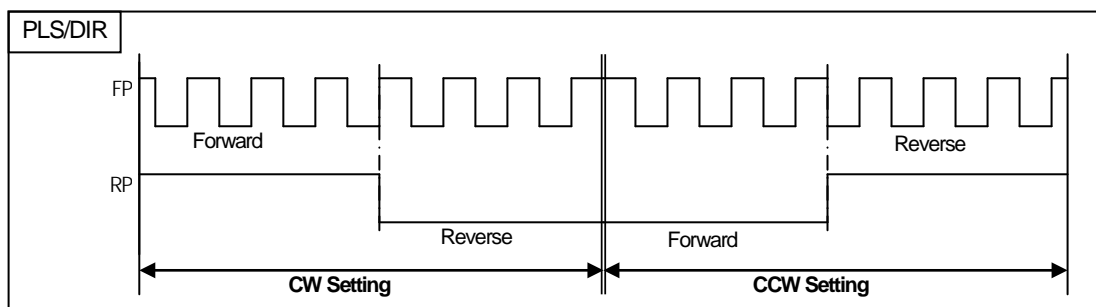 PLS/DIR
FP
Forward
Reverse
RP
Reverse
Forward
CW Setting
CCW Setting